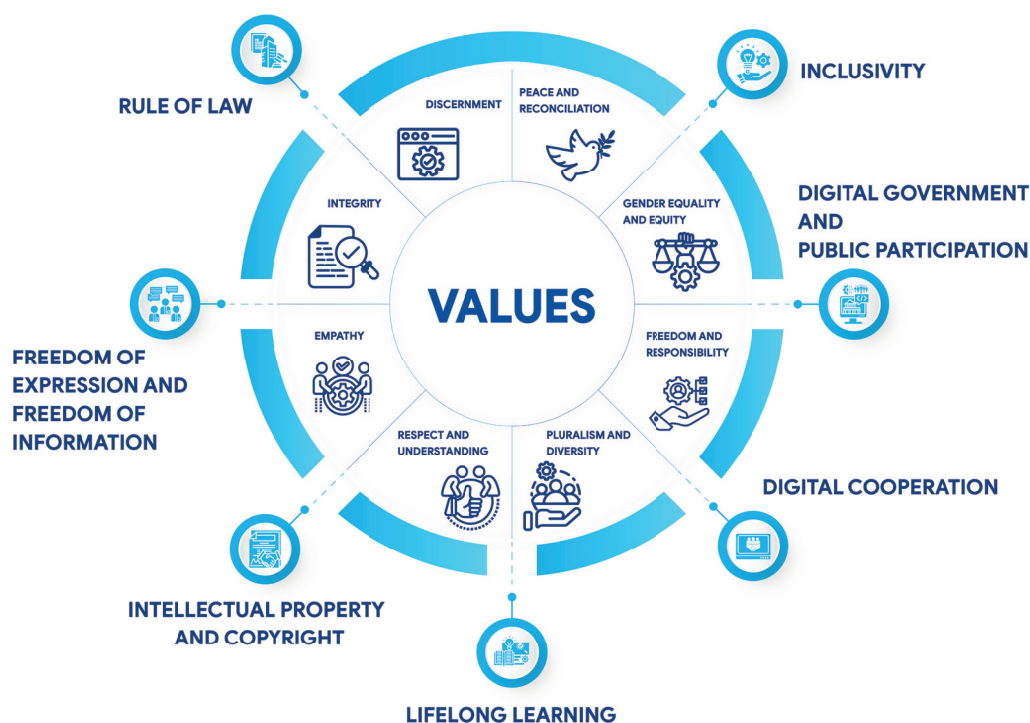 RULE OF LAW
INCLUSIVITY
DISCERNMENT
PEACE AND
RECONCILIATION
INTEGRITY
GENDER EQUALITY
AND EQUITY
DIGITAL GOVERNMENT
AND
PUBLIC PARTICIPATION
VALUES
EMPATHY
FREEDOM AND
RESPONSIBILITY
FREEDOM OF
EXPRESSION AND
FREEDOM OF
INFORMATION
RESPECT AND
UNDERSTANDING
PLURALISM AND
DIVERSITY
DIGITAL COOPERATION
INTELLECTUAL PROPERTY
AND COPYRIGHT
LIFELONG LEARNING